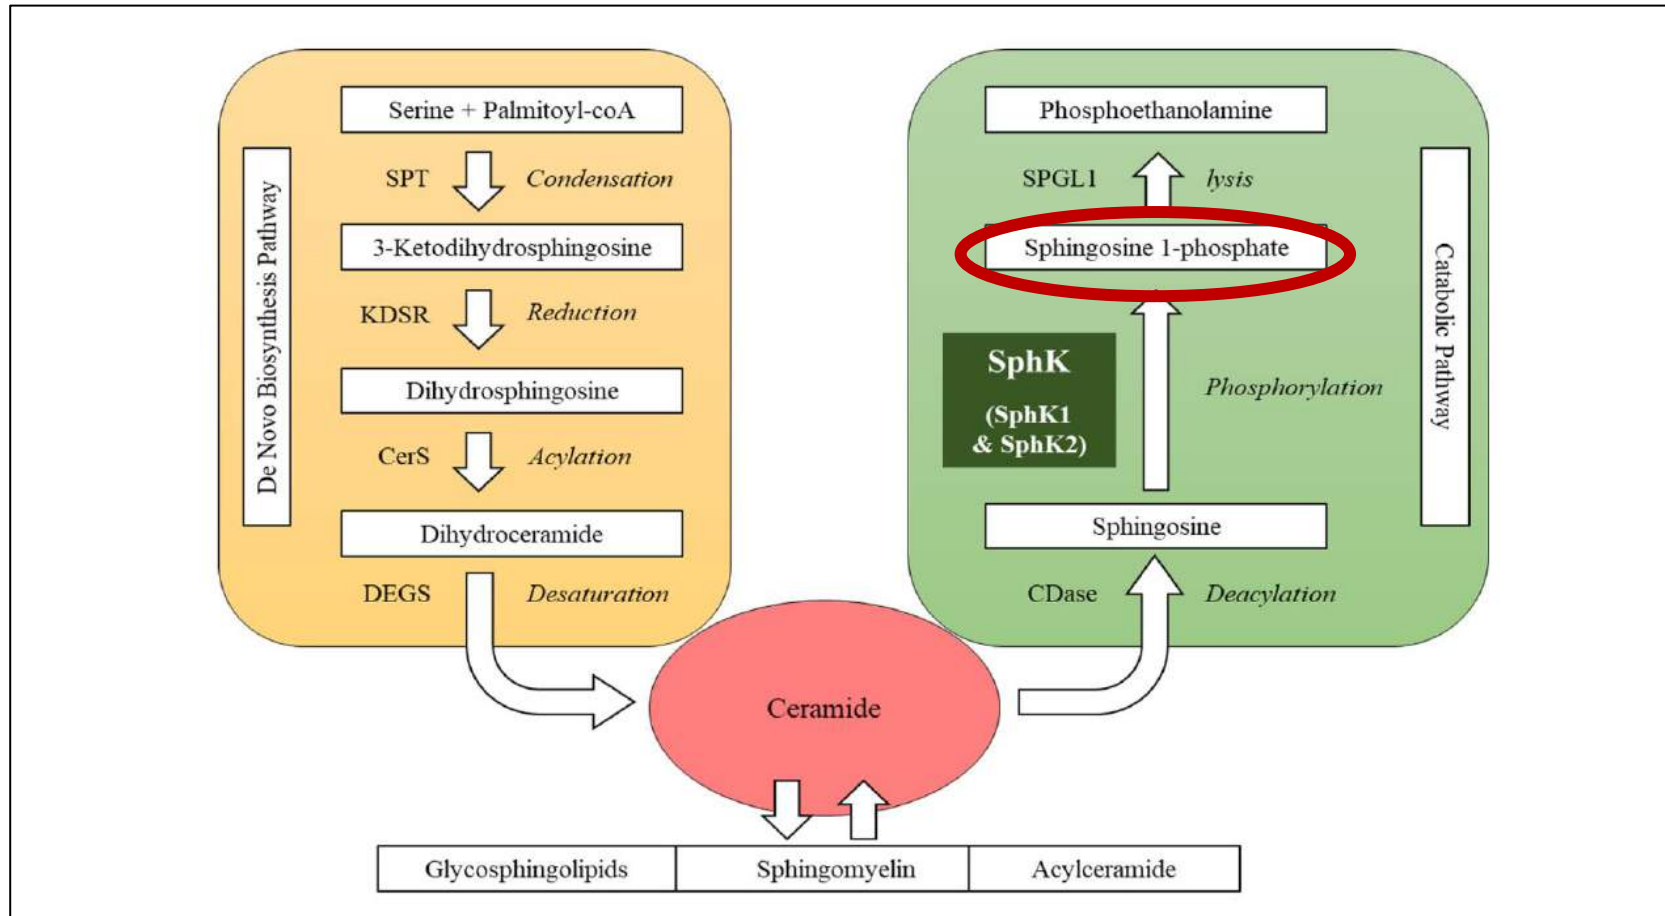 De Novo Biosynthesis Pathway
Serine + Palmitoyl-coA
SPT
Condensation
3-Ketodihydrosphingosine
KDSR
Reduction
Dihydrosphingosine
CerS
Acylation
Dihydroceramide
DEGS
Desaturation
Ceramide
Glycosphingolipids
Sphingomyelin
Acylceramide
Phosphoethanolamine
SPGL1
lysis
Sphingosine 1-phosphate
SphK
(SphK1
& SphK2)
Phosphorylation
Sphingosine
CDase
Deacylation
Catabolic Pathway